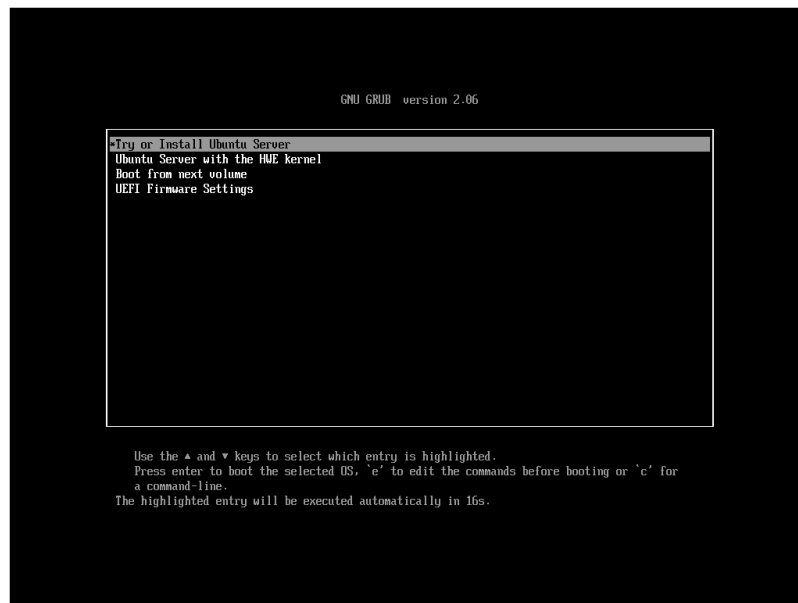 GNU GRUB  version 2.06
*Try or Install Ubuntu Server
Ubuntu Server with the HWE kernel
Boot from next volume
UEFI Firmware Settings
Use the ▲ and ▼ keys to select which entry is highlighted.
Press enter to boot the selected OS, `e' to edit the commands before booting or `c' for
a command-line.
The highlighted entry will be executed automatically in 16s.